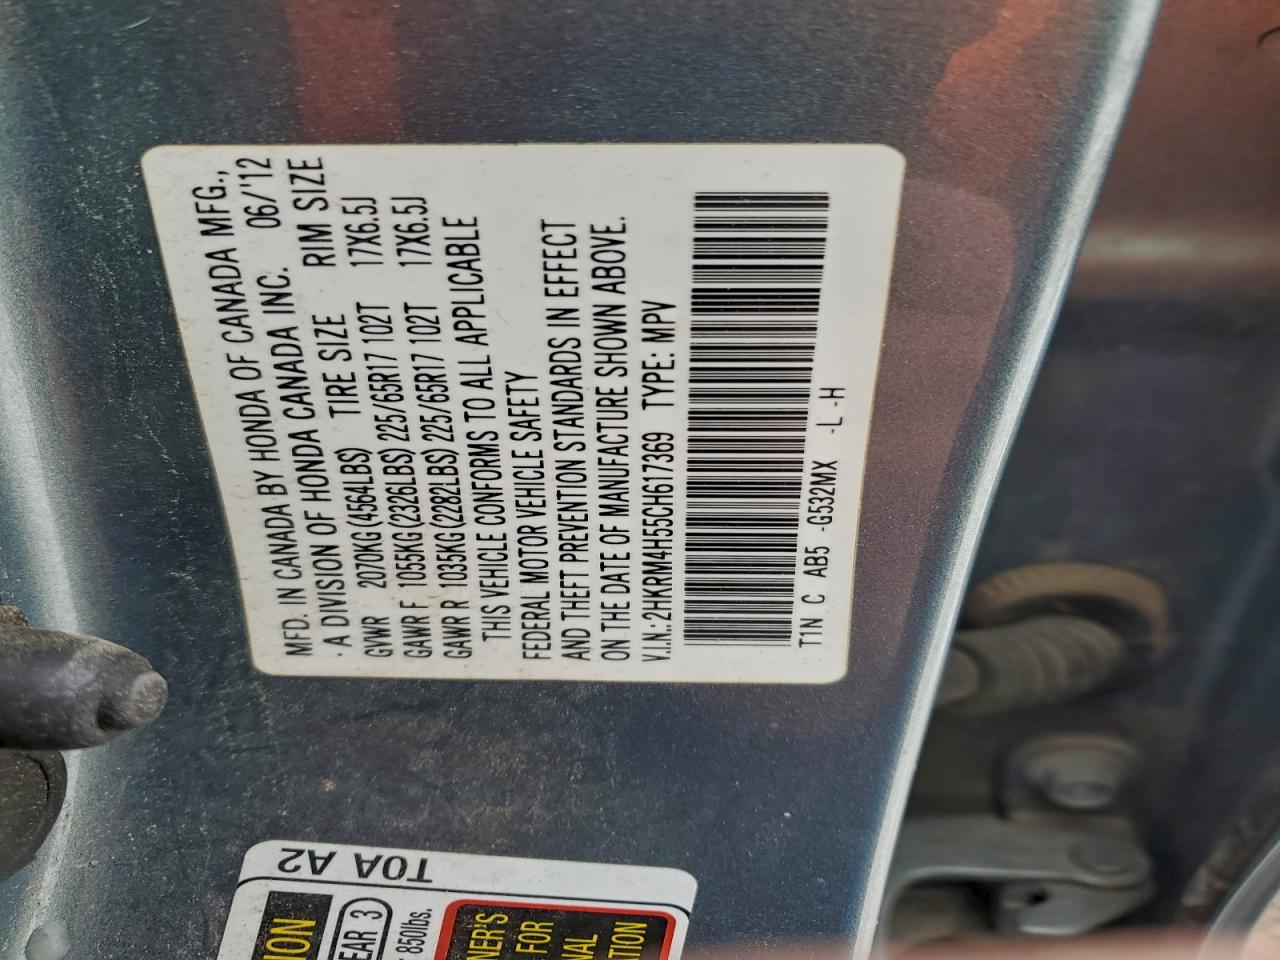 MFD. IN CANADA BY HONDA OF CANADA MFG.,
A DIVISION OF HONDA CANADA INC. 06/'12
GVWR 2070KG(4564LBS) TIRE SIZE RIM SIZE
GAWR F 1055KG(2326LBS) 225/65R17 102T 17X6.5J
GAWR R 1035KG(2282LBS) 225/65R17 102T 17X6.5J
THIS VEHICLE CONFORMS TO ALL APPLICABLE
FEDERAL MOTOR VEHICLE SAFETY
AND THEFT PREVENTION STANDARDS IN EFFECT
ON THE DATE OF MANUFACTURE SHOWN ABOVE.
V.I.N.: 2HKRM4H55CH617369 TYPE: MPV
T1N C AB5 -G532MX -L -H
T0A A2
850lbs.
FOR